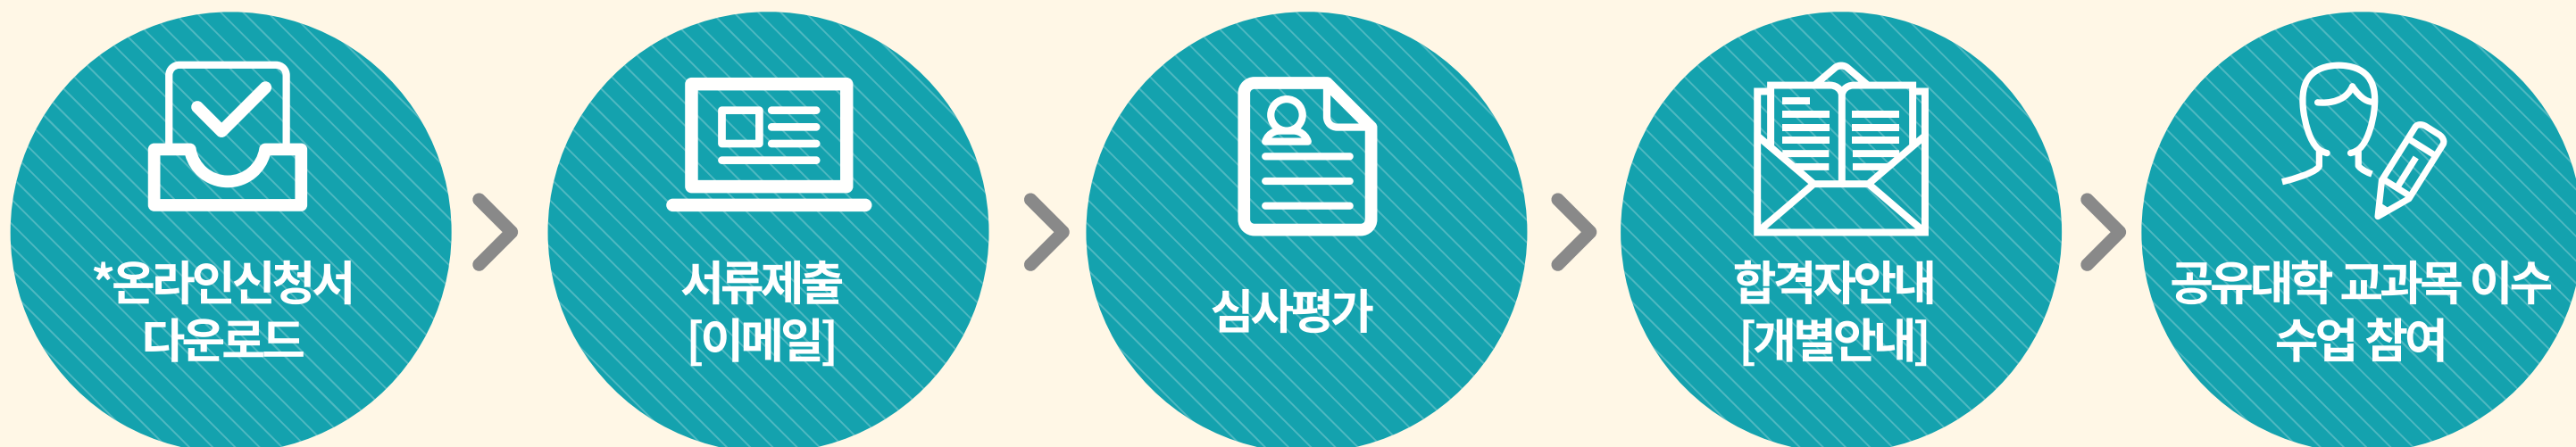 *온라인신청서
다운로드
서류제출
[이메일]
심사평가
합격자안내
[개별안내]
공유대학 교과목 이수
수업 참여